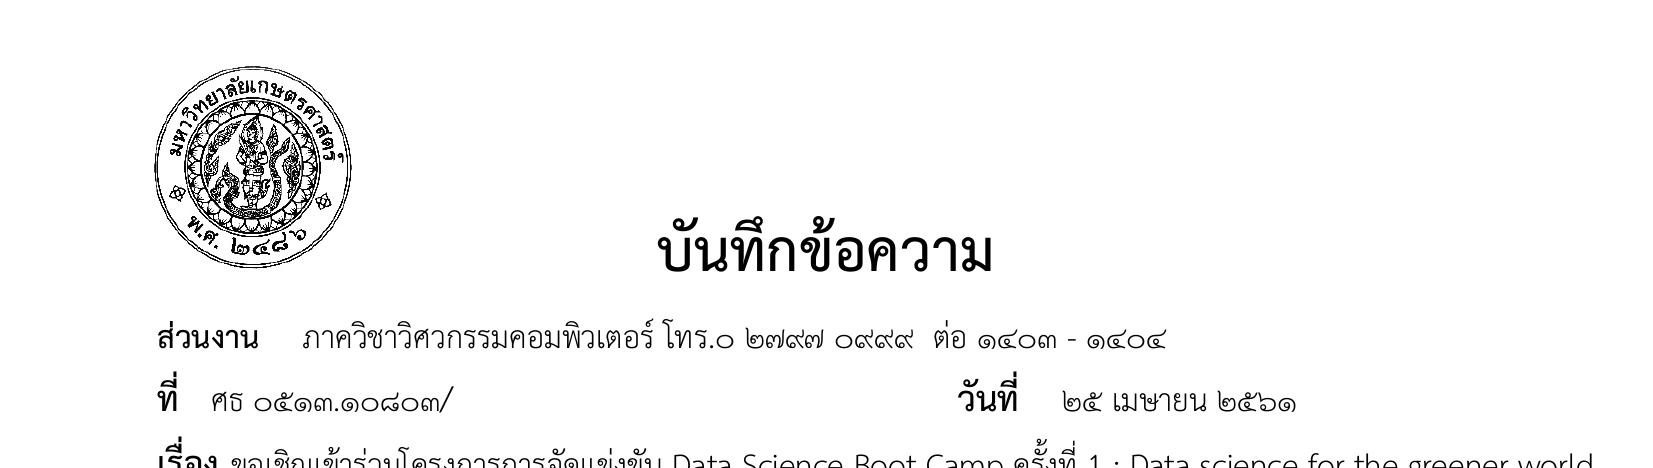 มหาวิทยาลัยเกษตรศาสตร์
พ.ศ. ๒๔๘๖
บันทึกข้อความ
ส่วนงาน ภาควิชาวิศวกรรมคอมพิวเตอร์ โทร.๐ ๒๗๙๗ ๐๙๙๙ ต่อ ๑๔๐๓ - ๑๔๐๔
ที่ ศธ ๐๕๑๓.๑๐๘๐๓/ วันที่ ๒๕ เมษายน ๒๕๖๑
เรื่อง ขอเชิญเข้าร่วมโครงการการจัดแข่งขัน Data Science Boot Camp ครั้งที่ 1 : Data science for the greener world